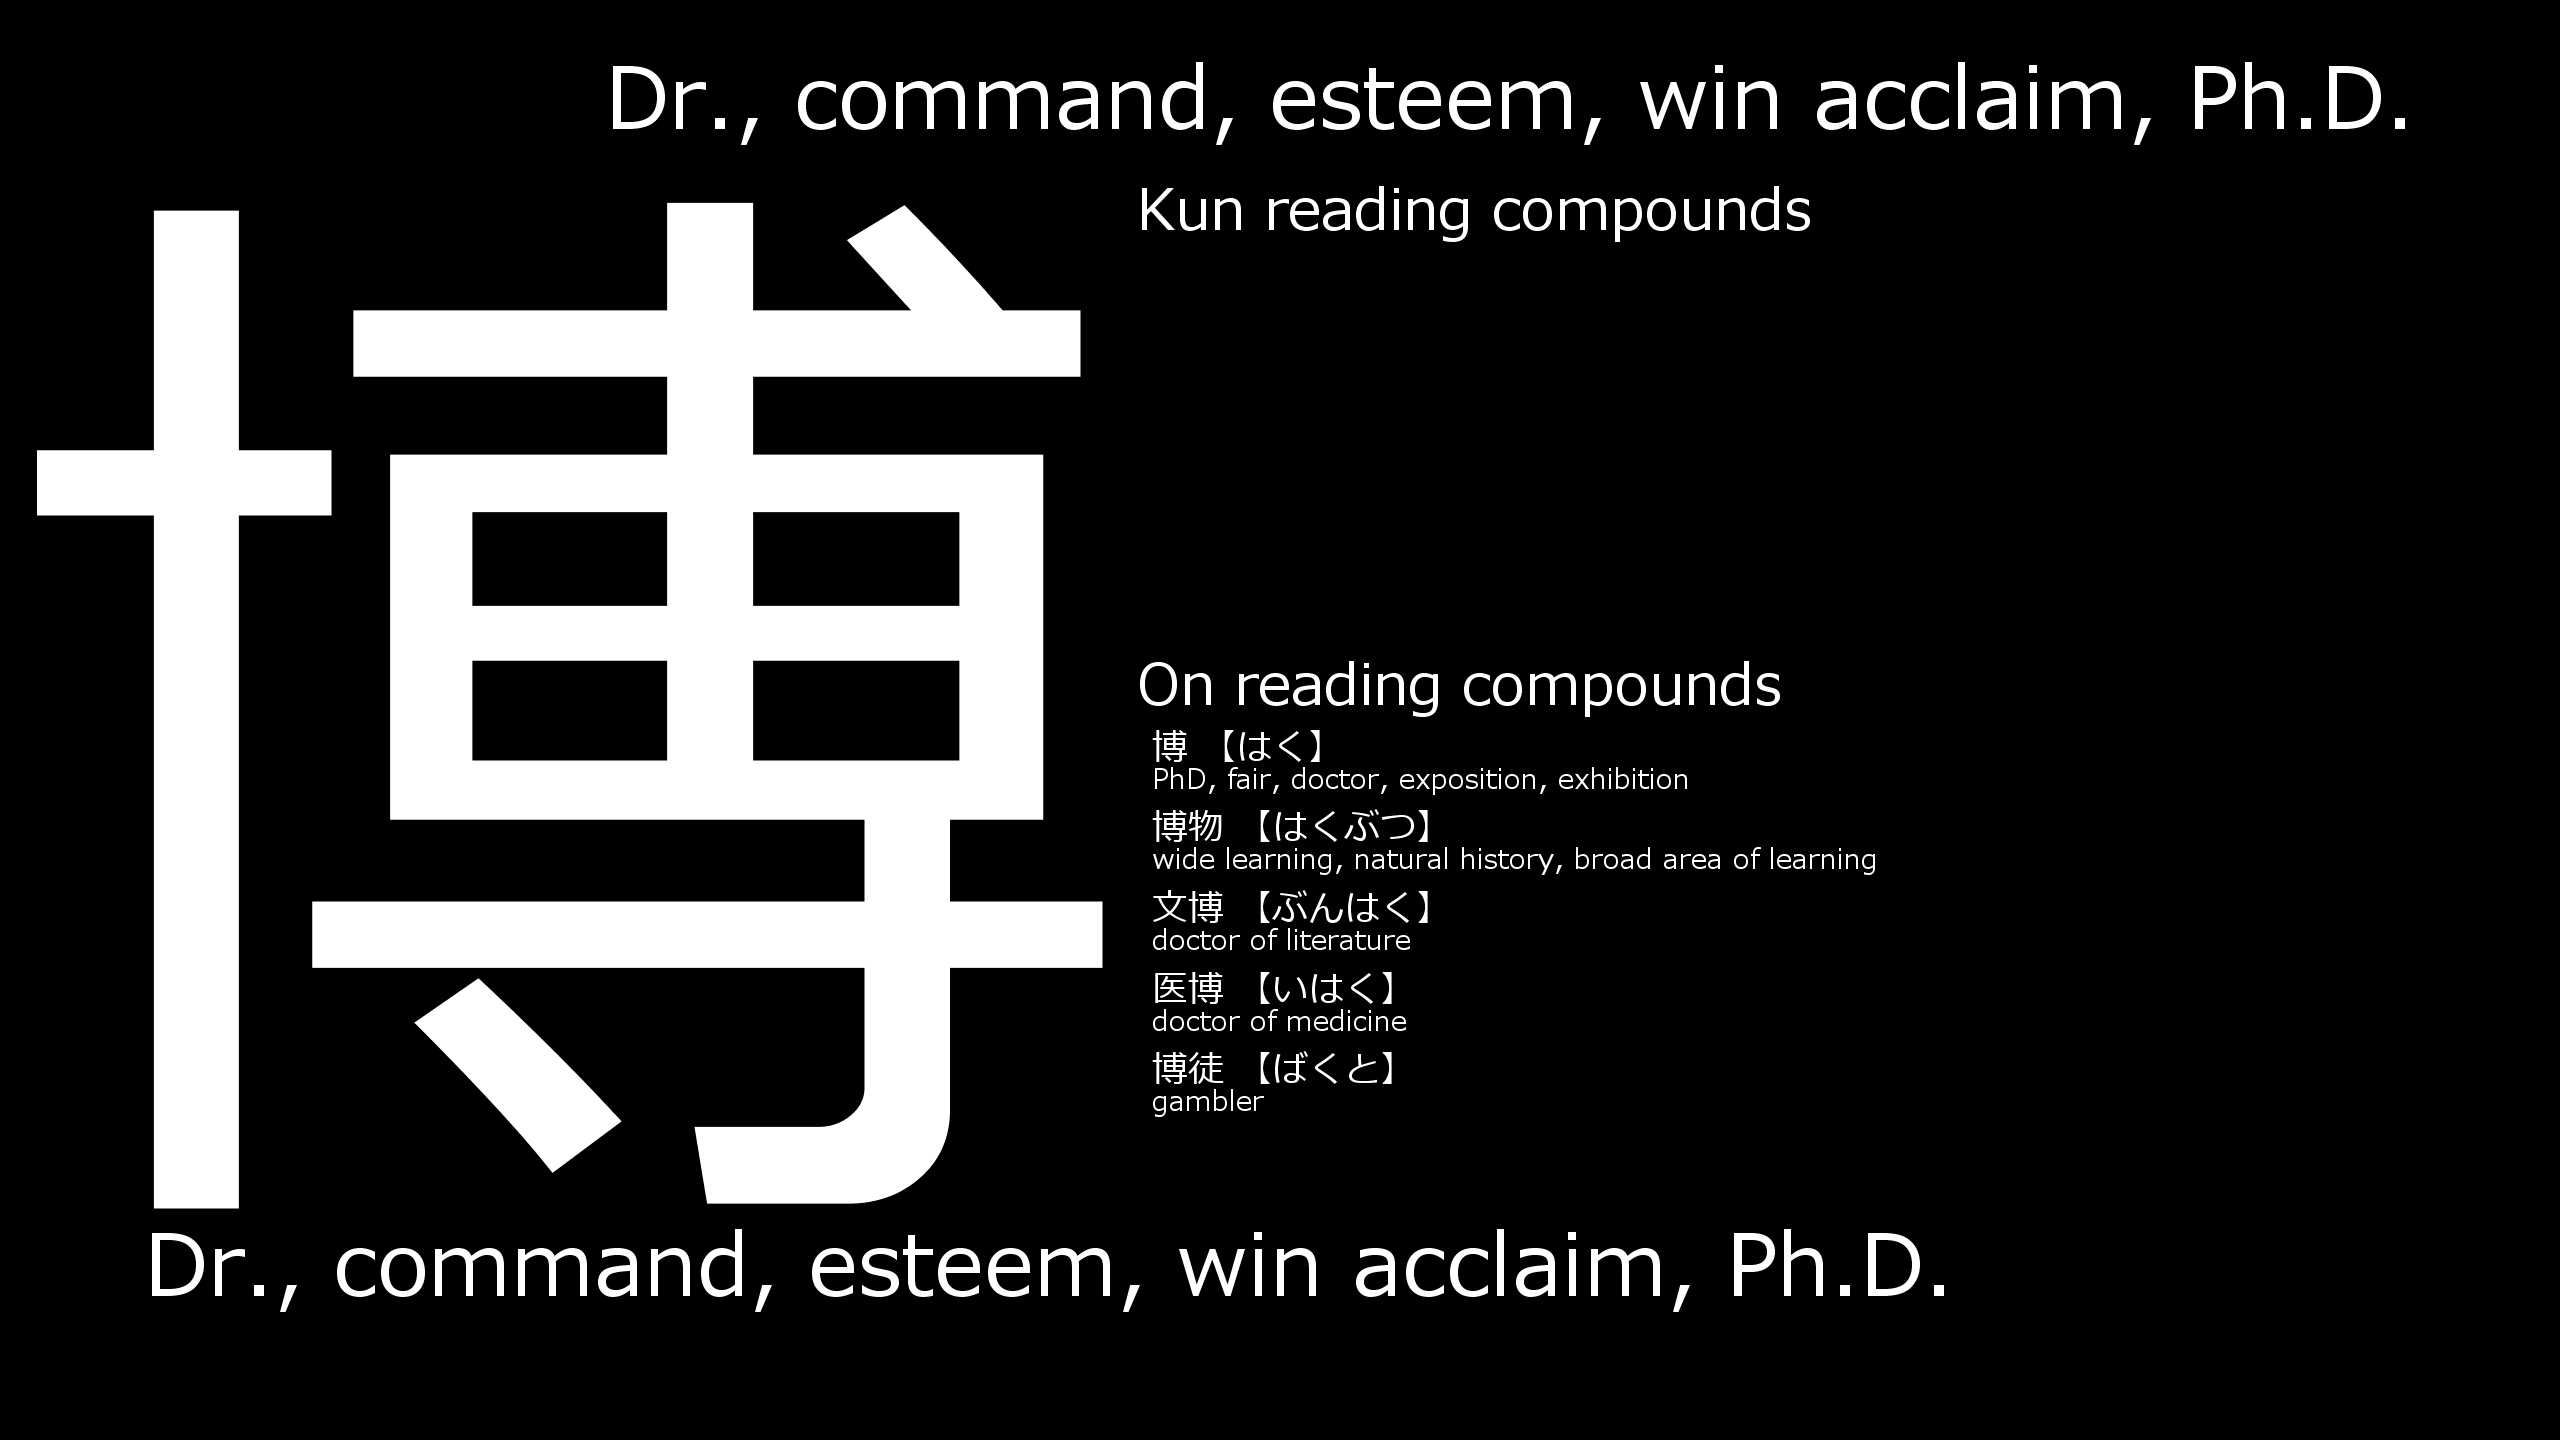 Dr., command, esteem, win acclaim, Ph.D.
博
Kun reading compounds
On reading compounds
博 【はく】
PhD, fair, doctor, exposition, exhibition
博物 【はくぶつ】
wide learning, natural history, broad area of learning
文博 【ぶんはく】
doctor of literature
医博 【いはく】
doctor of medicine
博徒 【ばくと】
gambler
Dr., command, esteem, win acclaim, Ph.D.